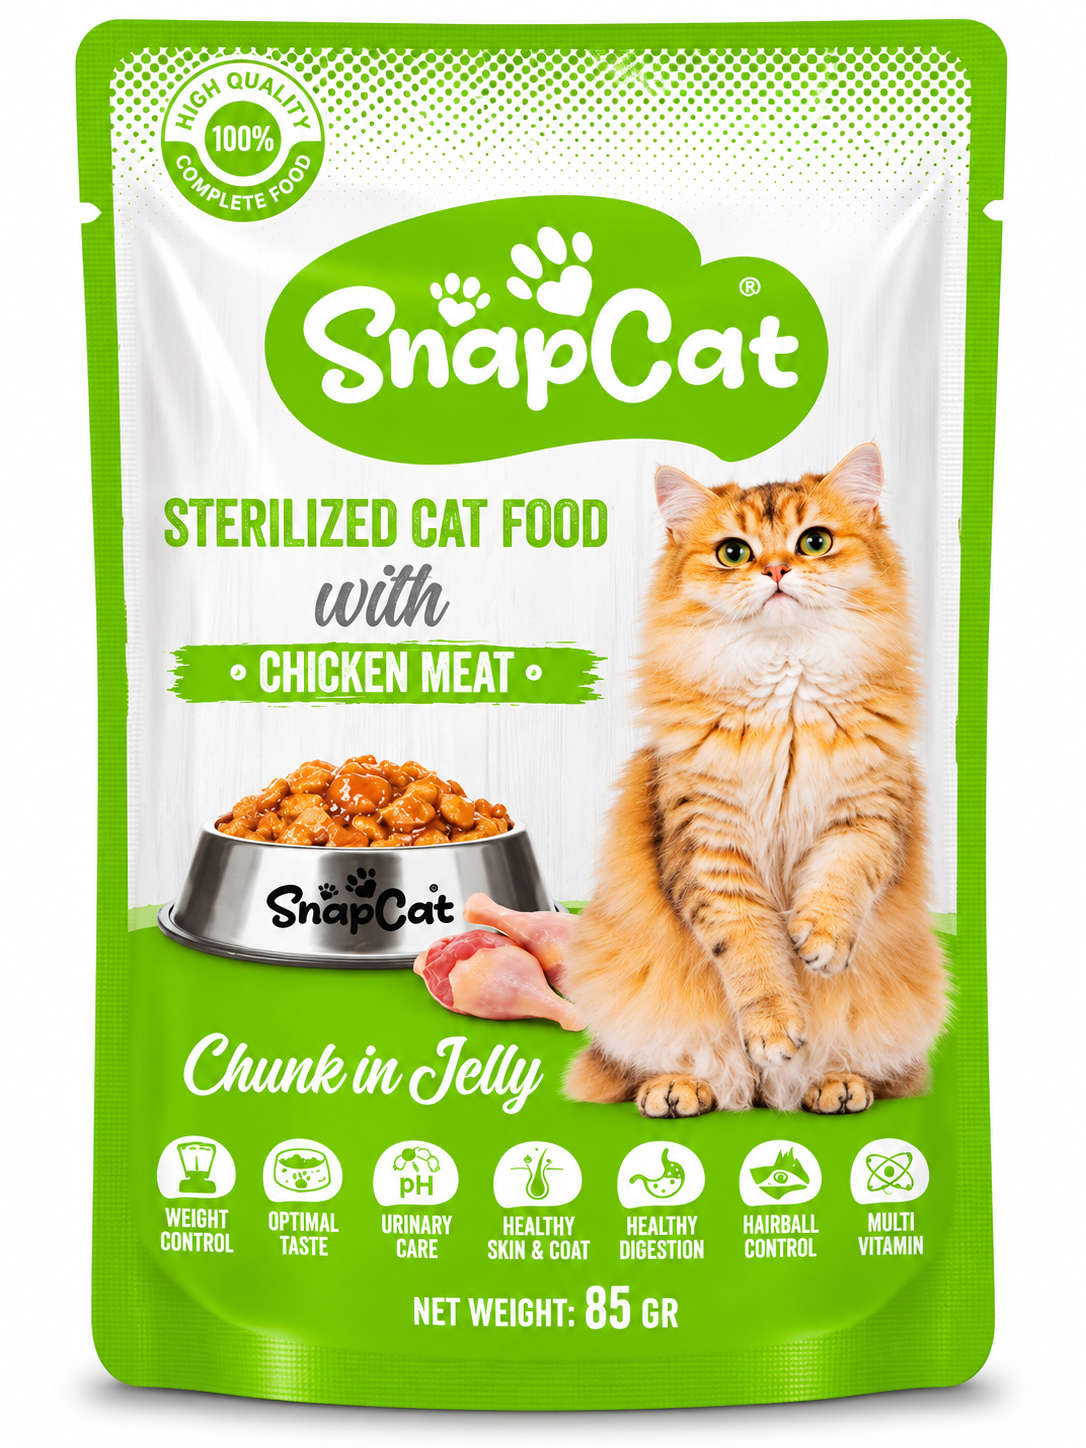 HIGH QUALITY
100%
COMPLETE FOOD
SnapCat®
STERILIZED CAT FOOD
with
• CHICKEN MEAT •
SnapCat®
Chunk in Jelly
pH
WEIGHT
CONTROL
OPTIMAL
TASTE
URINARY
CARE
HEALTHY
SKIN & COAT
HEALTHY
DIGESTION
HAIRBALL
CONTROL
MULTI
VITAMIN
NET WEIGHT: 85 GR